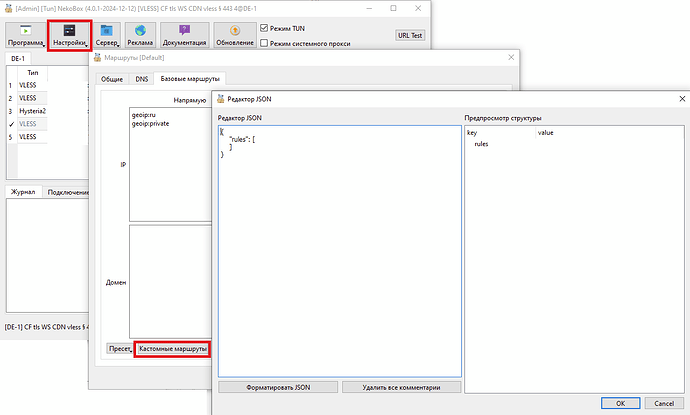 [Admin] [Tun] NekoBox (4.0.1-2024-12-12) [VLESS] CF tls WS CDN vless § 443 4@DE-1
Программа
Настройки
Сервер
Реклама
Документация
Обновление
Режим TUN
Режим системного прокси
URL Test
DE-1
Тип
1 VLESS
2 VLESS
3 Hysteria2
✓ VLESS
5 VLESS
Журнал
Подключение
[DE-1] CF tls WS CDN vless § 4
Маршруты [Default]
Общие
DNS
Базовые маршруты
Напрямую
geoip:ru
geoip:private
IP
Домен
Пресет
Кастомные маршруты
Редактор JSON
Редактор JSON
{
"rules": [
]
}
Форматировать JSON
Удалить все комментарии
Предпросмотр структуры
key value
rules
OK
Cancel